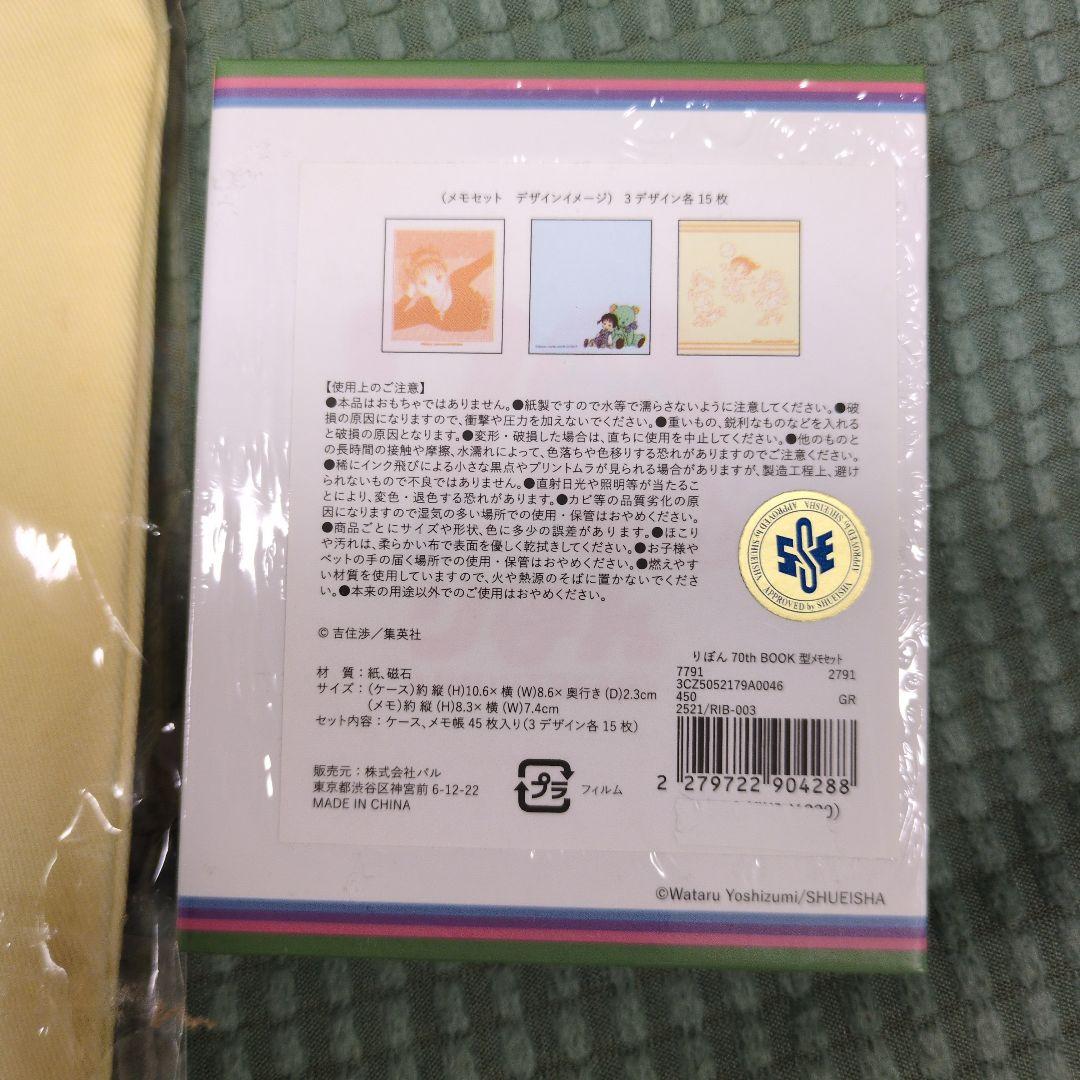 (メモセット　デザインイメージ)　3デザイン各15枚
【使用上のご注意】
●本品はおもちゃではありません。●紙製ですので水等で濡らさないように注意してください。●破
損の原因になりますので、衝撃や圧力を加えないでください。●重いもの、鋭利なものなどを入れる
と破損の原因となります。●変形・破損した場合は、直ちに使用を中止してください。●他のものと
の長時間の接触や摩擦、水濡れによって、色落ちや色移りする恐れがありますのでご注意ください。
●稀にインク飛びによる小さな黒点やプリントムラが見られる場合がありますが、製造工程上、避け
られないもので不良ではありません。●直射日光や照明等が当たるこ
とにより、変色・退色する恐れがあります。●カビ等の品質劣化の原
因になりますので湿気の多い場所での使用・保管はおやめください。
●商品ごとにサイズや形状、色に多少の誤差があります。●ほこり
や汚れは、柔らかい布で表面を優しく乾拭きしてください。●お子様や
ペットの手の届く場所での使用・保管はおやめください。●燃えやす
い材質を使用していますので、火や熱源のそばに置かないでくださ
い。●本来の用途以外でのご使用はおやめください。
APPROVED by SHUEISHA
APPROVED by SHUEISHA
APPROVED by SHUEISHA
SSE
© 吉住渉／集英社
材　質：紙、磁石
サイズ：(ケース)約 縦(H)10.6× 横(W)8.6× 奥行き(D)2.3cm
(メモ)約 縦(H)8.3× 横(W)7.4cm
セット内容：ケース、メモ帳45枚入り(3デザイン各15枚)
りぼん 70th BOOK 型メモセット
7791 2791
3CZ5052179A0046
450 GR
2521/RIB-003
2 279722 904288
販売元：株式会社パル
東京都渋谷区神宮前 6-12-22
MADE IN CHINA
プラ
フィルム
©Wataru Yoshizumi/SHUEISHA